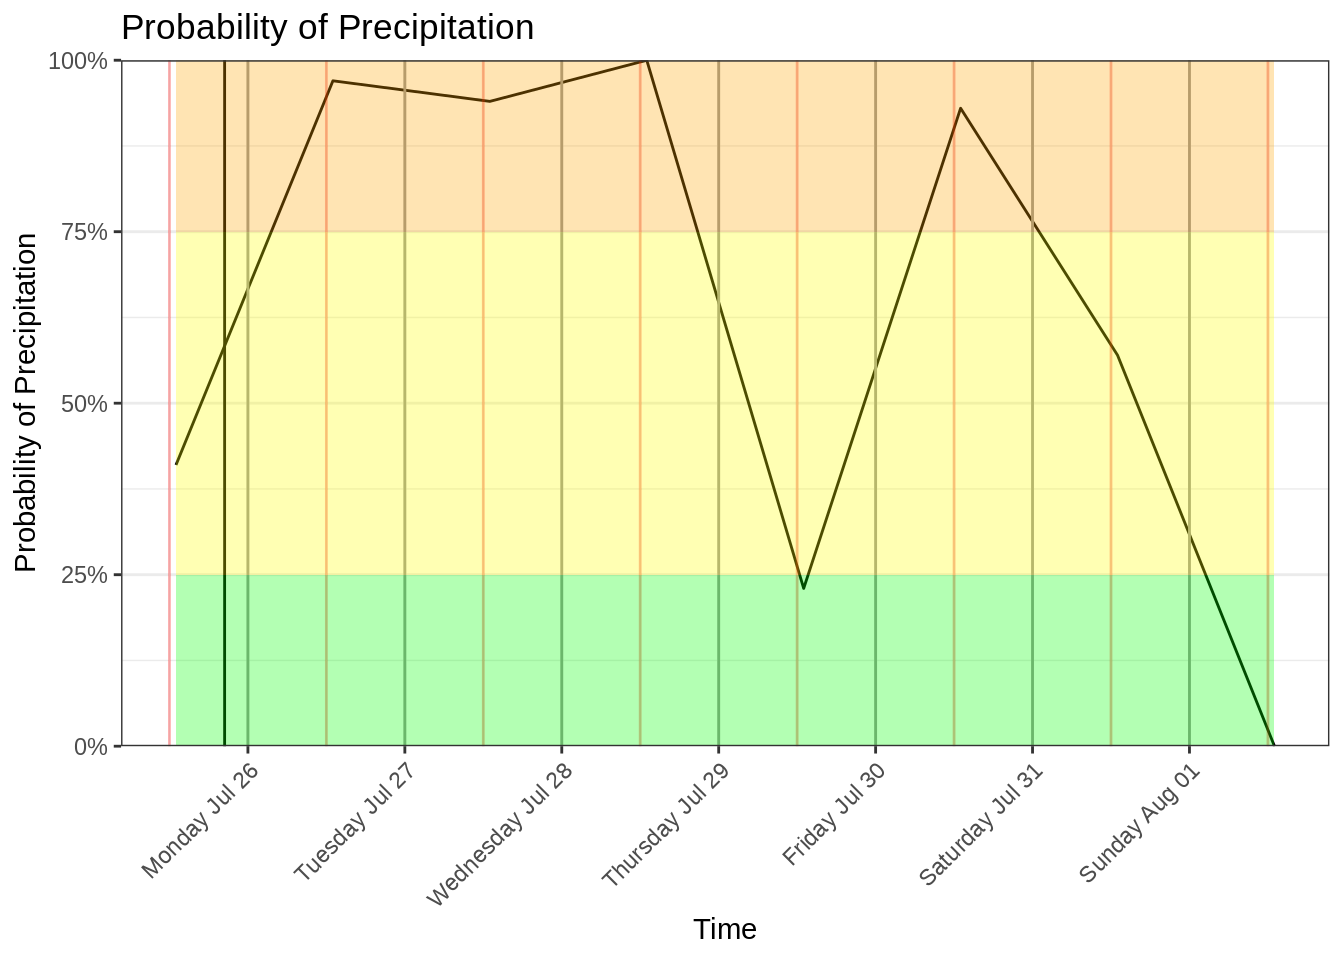 Probability of Precipitation
100%
75%
50%
25%
0%
Probability of Precipitation
Monday Jul 26
Tuesday Jul 27
Wednesday Jul 28
Thursday Jul 29
Friday Jul 30
Saturday Jul 31
Sunday Aug 01
Time